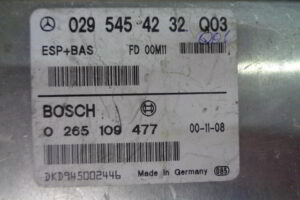 029 545 42 32 Q03
ESP+BAS FD 00M11
BOSCH
0 265 109 477 00-11-08
DKD945002446 Made in Germany